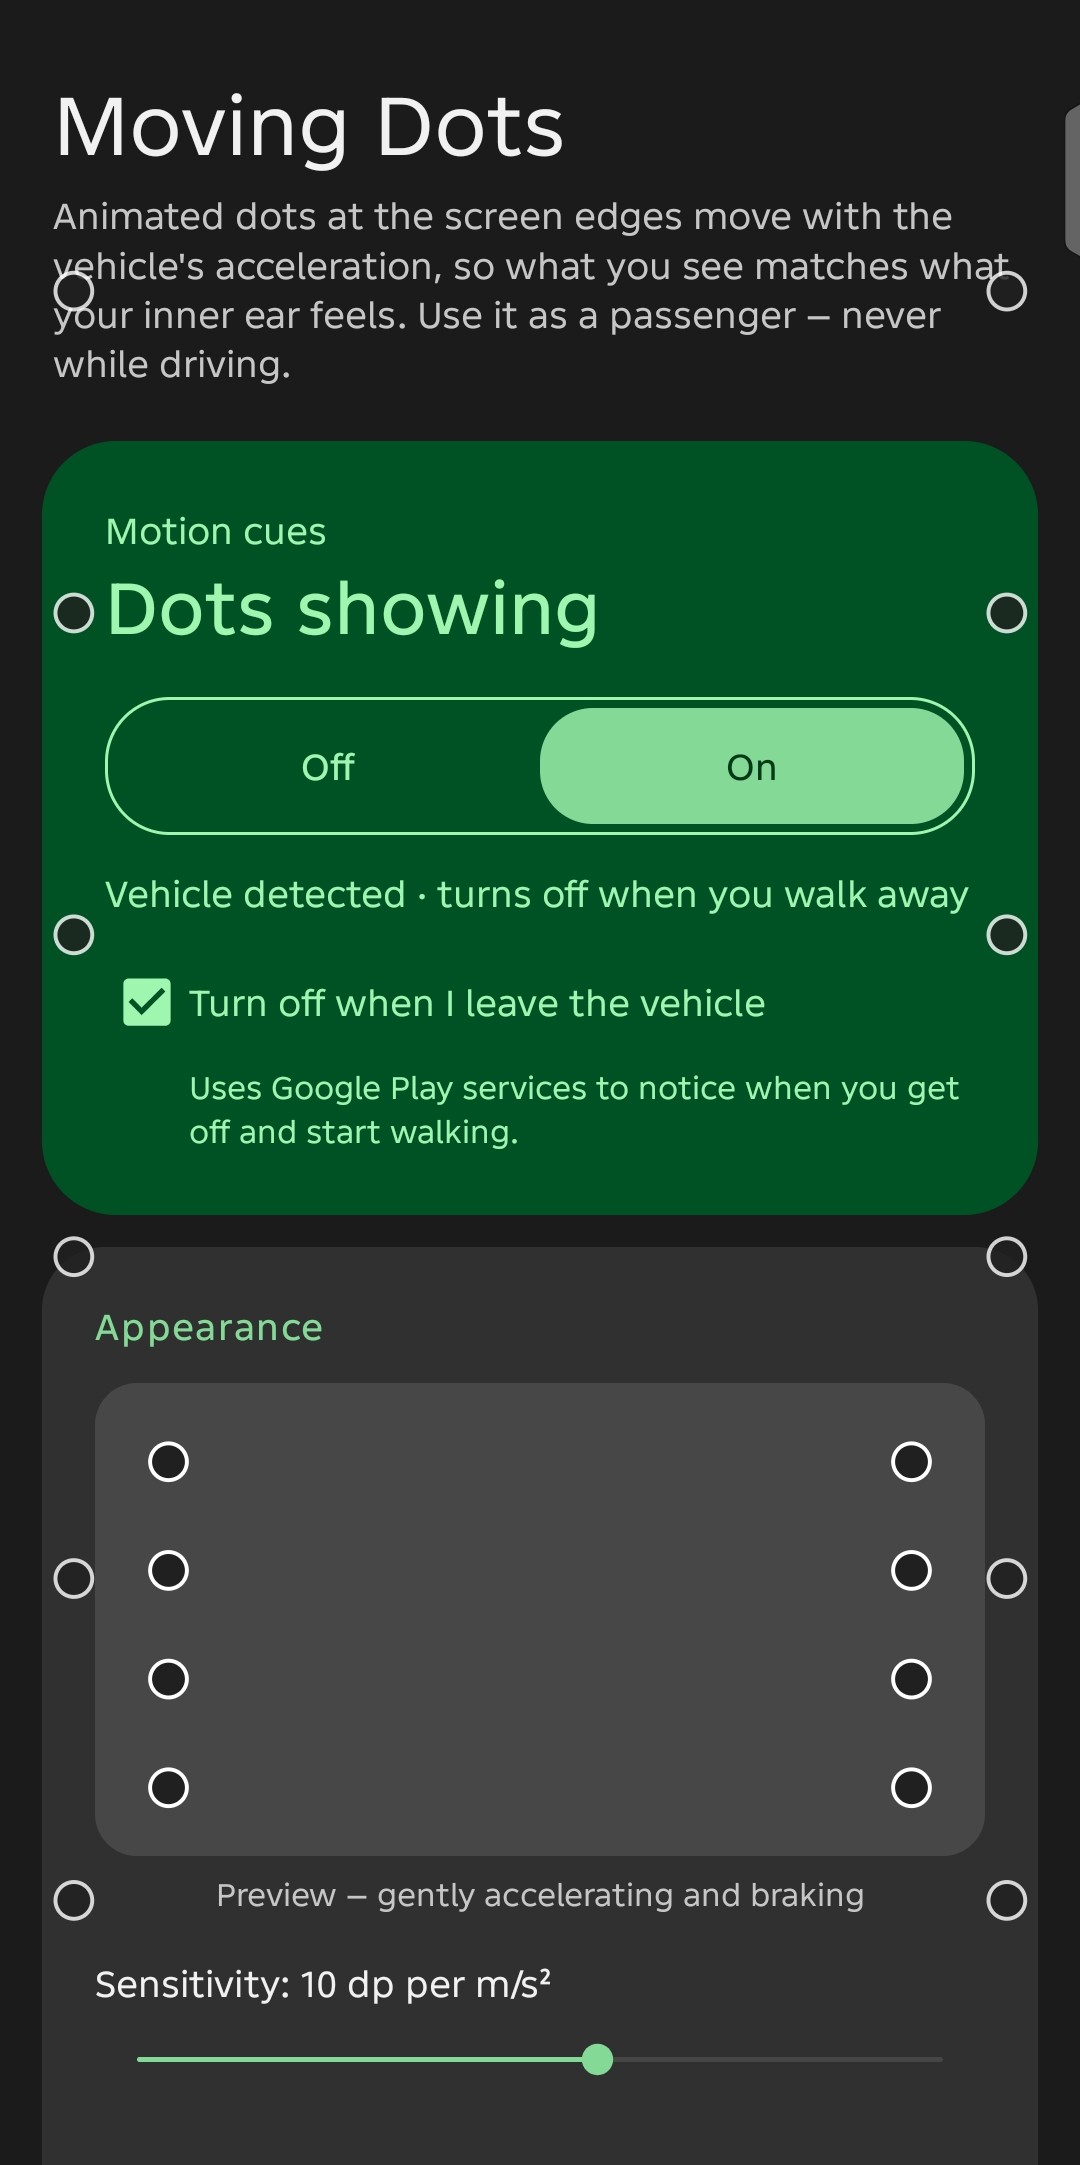 Moving Dots
Animated dots at the screen edges move with the
vehicle's acceleration, so what you see matches what
your inner ear feels. Use it as a passenger – never
while driving.
Motion cues
Dots showing
Off
On
Vehicle detected · turns off when you walk away
Turn off when I leave the vehicle
Uses Google Play services to notice when you get
off and start walking.
Appearance
Preview – gently accelerating and braking
Sensitivity: 10 dp per m/s²